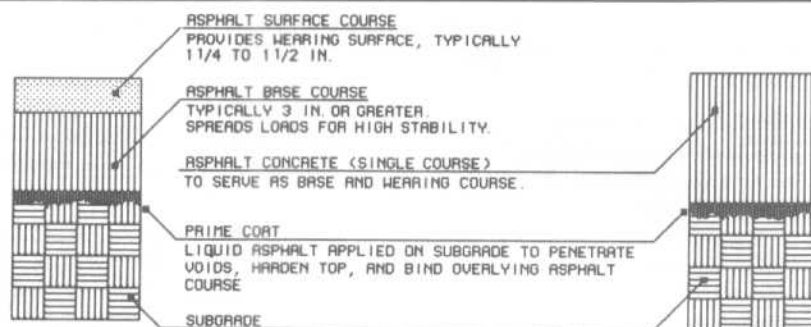 ASPHALT SURFACE COURSE
PROVIDES WEARING SURFACE, TYPICALLY
1 1/4 TO 1 1/2 IN.
ASPHALT BASE COURSE
TYPICALLY 3 IN. OR GREATER.
SPREADS LOADS FOR HIGH STABILITY.
ASPHALT CONCRETE (SINGLE COURSE)
TO SERVE AS BASE AND WEARING COURSE.
PRIME COAT
LIQUID ASPHALT APPLIED ON SUBGRADE TO PENETRATE
VOIDS, HARDEN TOP, AND BIND OVERLYING ASPHALT
COURSE
SUBGRADE